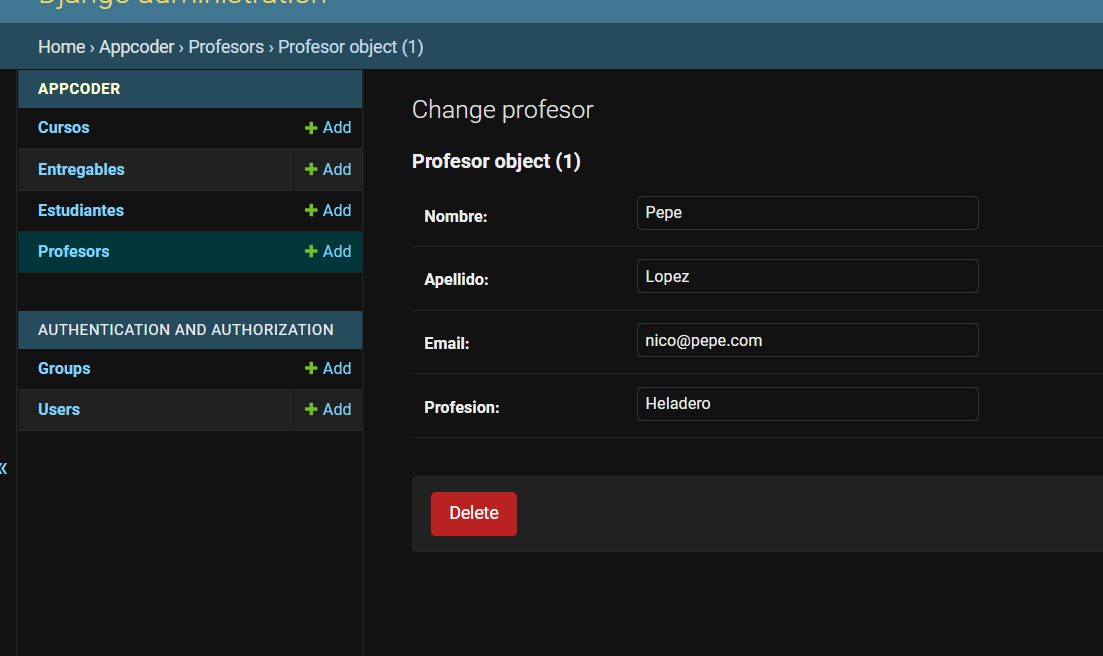 Django administration
Home › Appcoder › Profesors › Profesor object (1)
APPCODER
Cursos + Add
Entregables + Add
Estudiantes + Add
Profesors + Add
AUTHENTICATION AND AUTHORIZATION
Groups + Add
Users + Add
«
Change profesor
Profesor object (1)
Nombre: Pepe
Apellido: Lopez
Email: nico@pepe.com
Profesion: Heladero
Delete